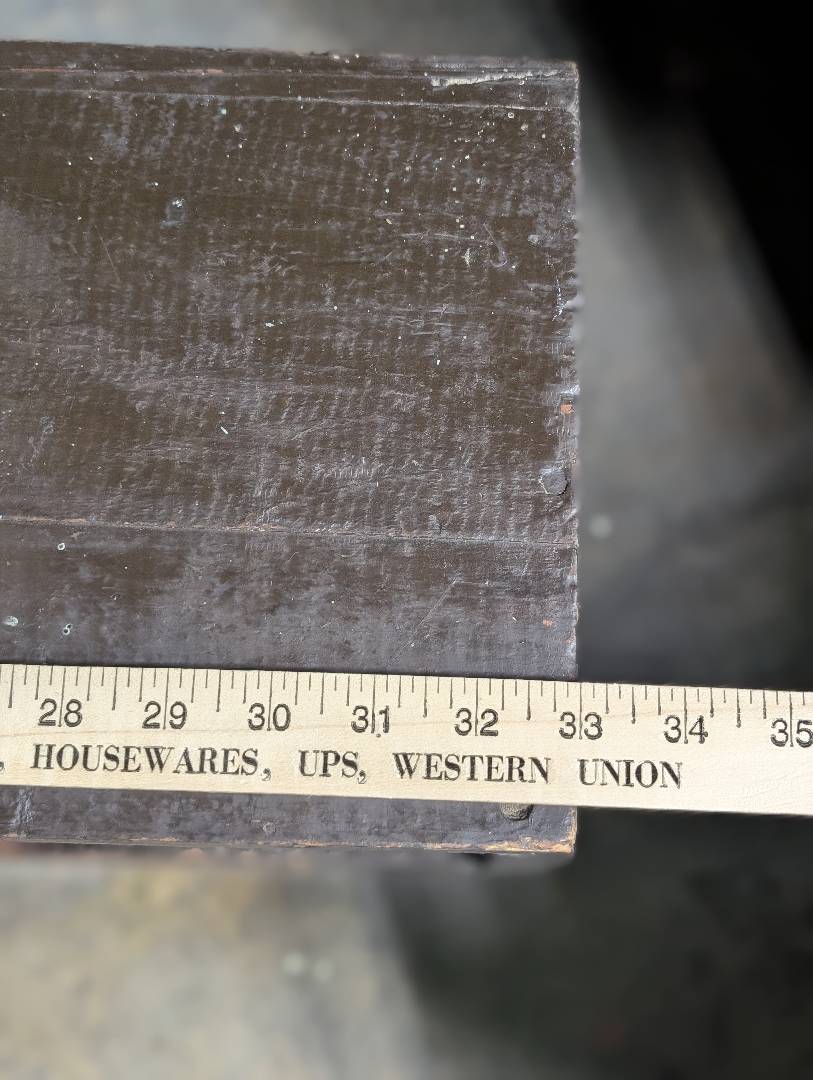 28 29 30 31 32 33 34 35
, HOUSEWARES, UPS, WESTERN UNION